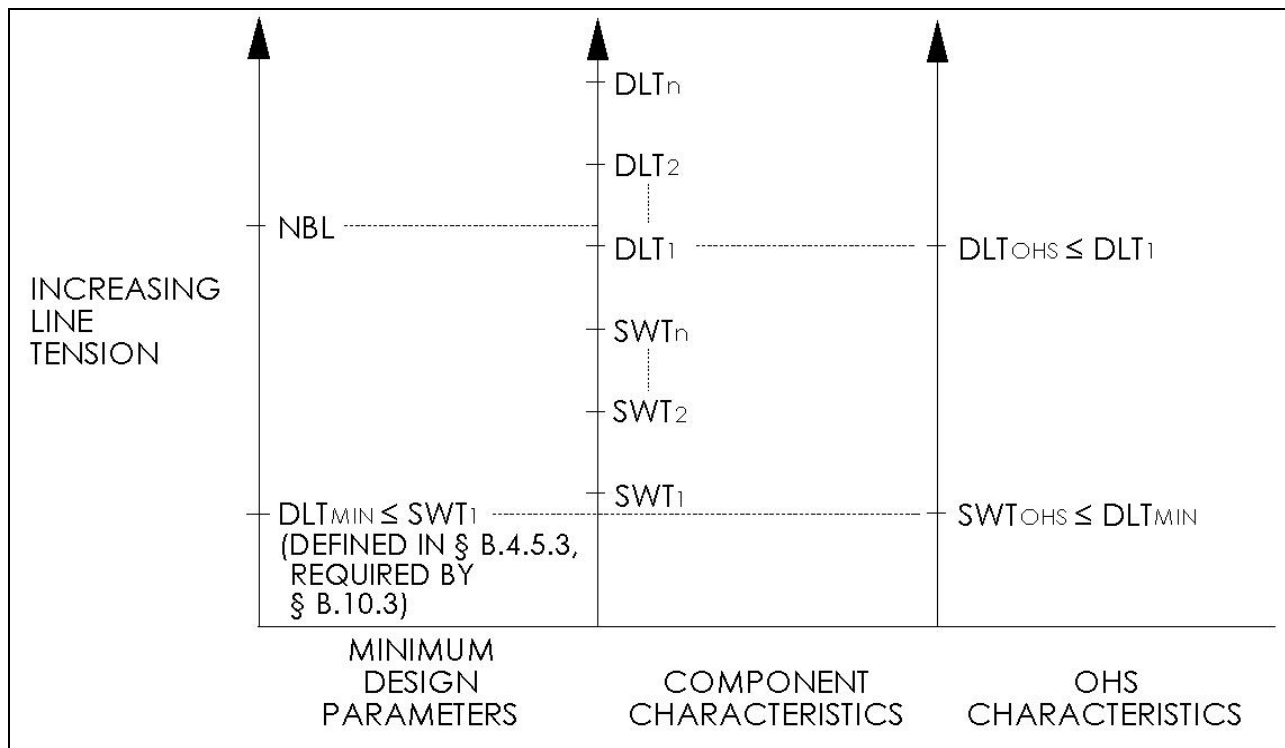 DLTn
DLT2
NBL
DLT1
DLTOHS ≤ DLT1
INCREASING
LINE
TENSION
SWTn
SWT2
SWT1
DLTMIN ≤ SWT1
(DEFINED IN § B.4.5.3,
REQUIRED BY
§ B.10.3)
SWTOHS ≤ DLTMIN
MINIMUM
DESIGN
PARAMETERS
COMPONENT
CHARACTERISTICS
OHS
CHARACTERISTICS